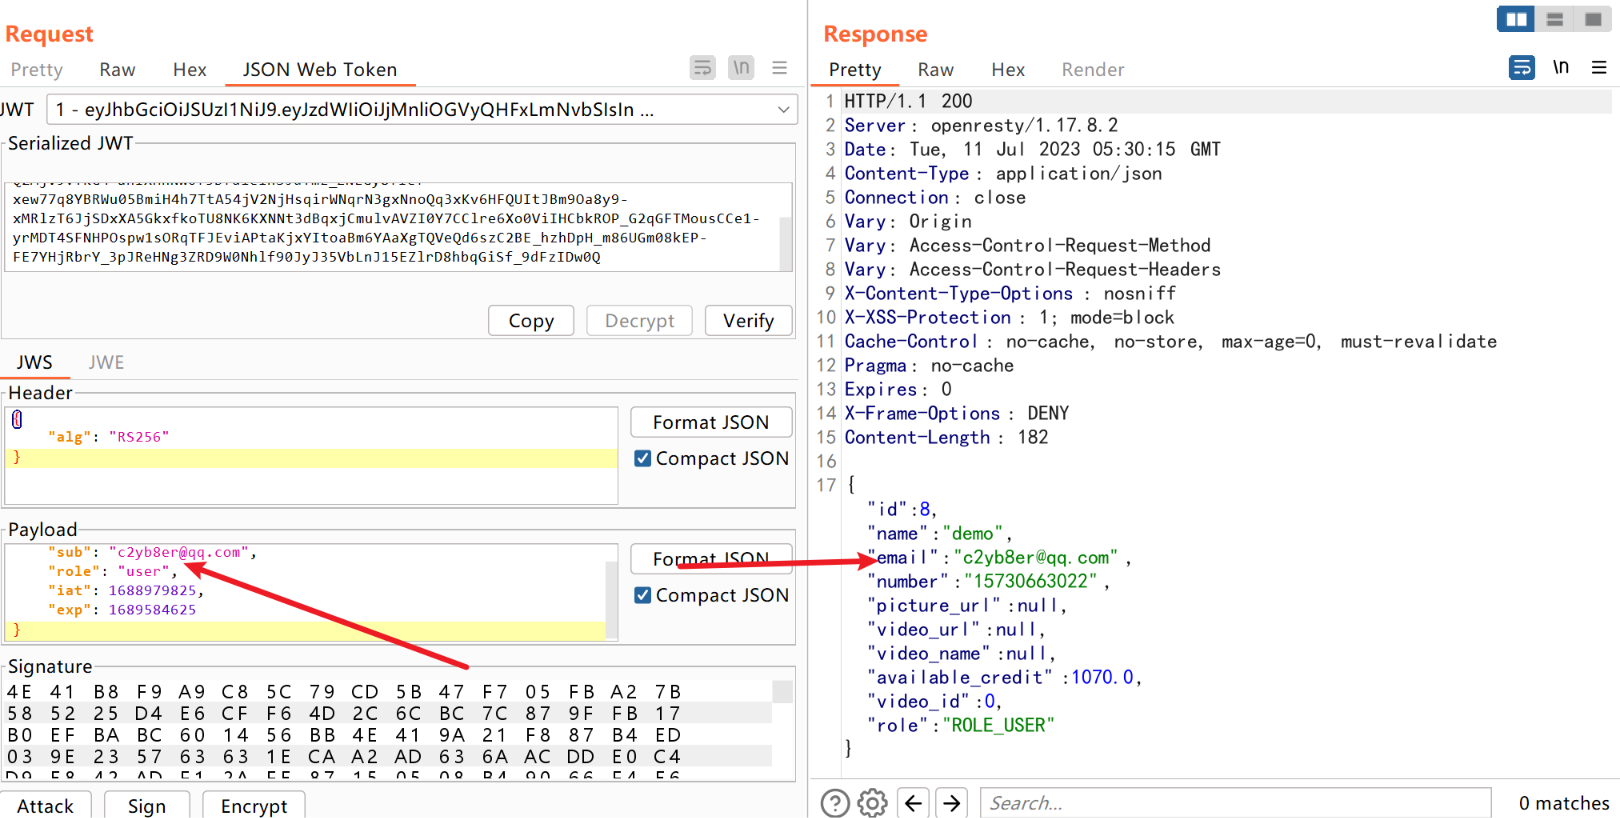 Request
Pretty Raw Hex JSON Web Token \n
JWT 1 - eyJhbGciOiJSUzI1NiJ9.eyJzdWIiOiJjMnliOGVyQHFxLmNvbSIsIn ...
Serialized JWT
xew77q8YBRWu05BmiH4h7TtA54jV2NjHsqirWNqrN3gxNnoQq3xKv6HFQUItJBm9Oa8y9-
xMRlzT6JjSDxXA5GkxfkoTU8NK6KXNNt3dBqxjCmulvAVZI0Y7CClre6Xo0ViIHCbkROP_G2qGFTMousCCe1-
yrMDT4SFNHPOspw1sORqTFJEviAPtaKjxYItoaBm6YAaXgTQVeQd6szC2BE_hzhDpH_m86UGm08kEP-
FE7YHjRbrY_3pJReHNg3ZRD9W0Nhlf90JyJ35VbLnJ15EZlrD8hbqGiSf_9dFzIDw0Q
Copy Decrypt Verify
JWS JWE
Header
{
"alg": "RS256"
}
Format JSON
Compact JSON
Payload
"sub": "c2yb8er@qq.com",
"role": "user",
"iat": 1688979825,
"exp": 1689584625
}
Format JSON
Compact JSON
Signature
4E 41 B8 F9 A9 C8 5C 79 CD 5B 47 F7 05 FB A2 7B
58 52 25 D4 E6 CF F6 4D 2C 6C BC 7C 87 9F FB 17
B0 EF BA BC 60 14 56 BB 4E 41 9A 21 F8 87 B4 ED
03 9E 23 57 63 63 1E CA A2 AD 63 6A AC DD E0 C4
Attack Sign Encrypt
Response
Pretty Raw Hex Render \n
1 HTTP/1.1 200
2 Server: openresty/1.17.8.2
3 Date: Tue, 11 Jul 2023 05:30:15 GMT
4 Content-Type: application/json
5 Connection: close
6 Vary: Origin
7 Vary: Access-Control-Request-Method
8 Vary: Access-Control-Request-Headers
9 X-Content-Type-Options: nosniff
10 X-XSS-Protection: 1; mode=block
11 Cache-Control: no-cache, no-store, max-age=0, must-revalidate
12 Pragma: no-cache
13 Expires: 0
14 X-Frame-Options: DENY
15 Content-Length: 182
16
17 {
"id":8,
"name":"demo",
"email":"c2yb8er@qq.com",
"number":"15730663022",
"picture_url":null,
"video_url":null,
"video_name":null,
"available_credit":1070.0,
"video_id":0,
"role":"ROLE_USER"
}
Search... 0 matches